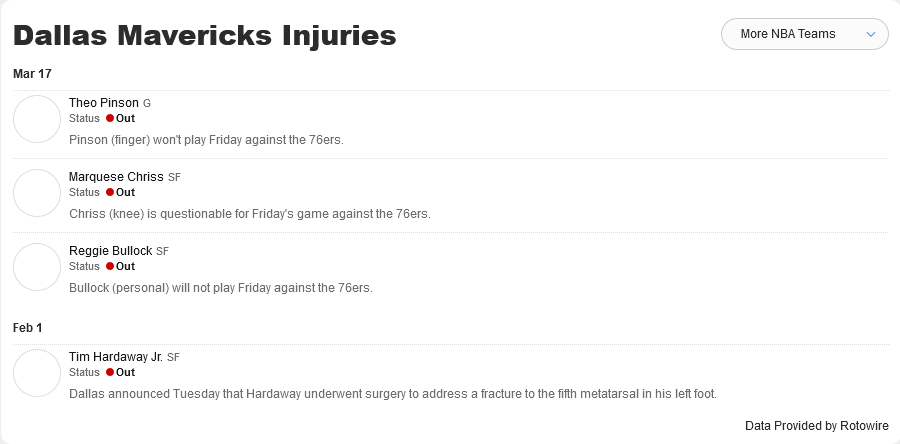 Dallas Mavericks Injuries
More NBA Teams
Mar 17
Theo Pinson G
Status Out
Pinson (finger) won't play Friday against the 76ers.
Marquese Chriss SF
Status Out
Chriss (knee) is questionable for Friday's game against the 76ers.
Reggie Bullock SF
Status Out
Bullock (personal) will not play Friday against the 76ers.
Feb 1
Tim Hardaway Jr. SF
Status Out
Dallas announced Tuesday that Hardaway underwent surgery to address a fracture to the fifth metatarsal in his left foot.
Data Provided by Rotowire